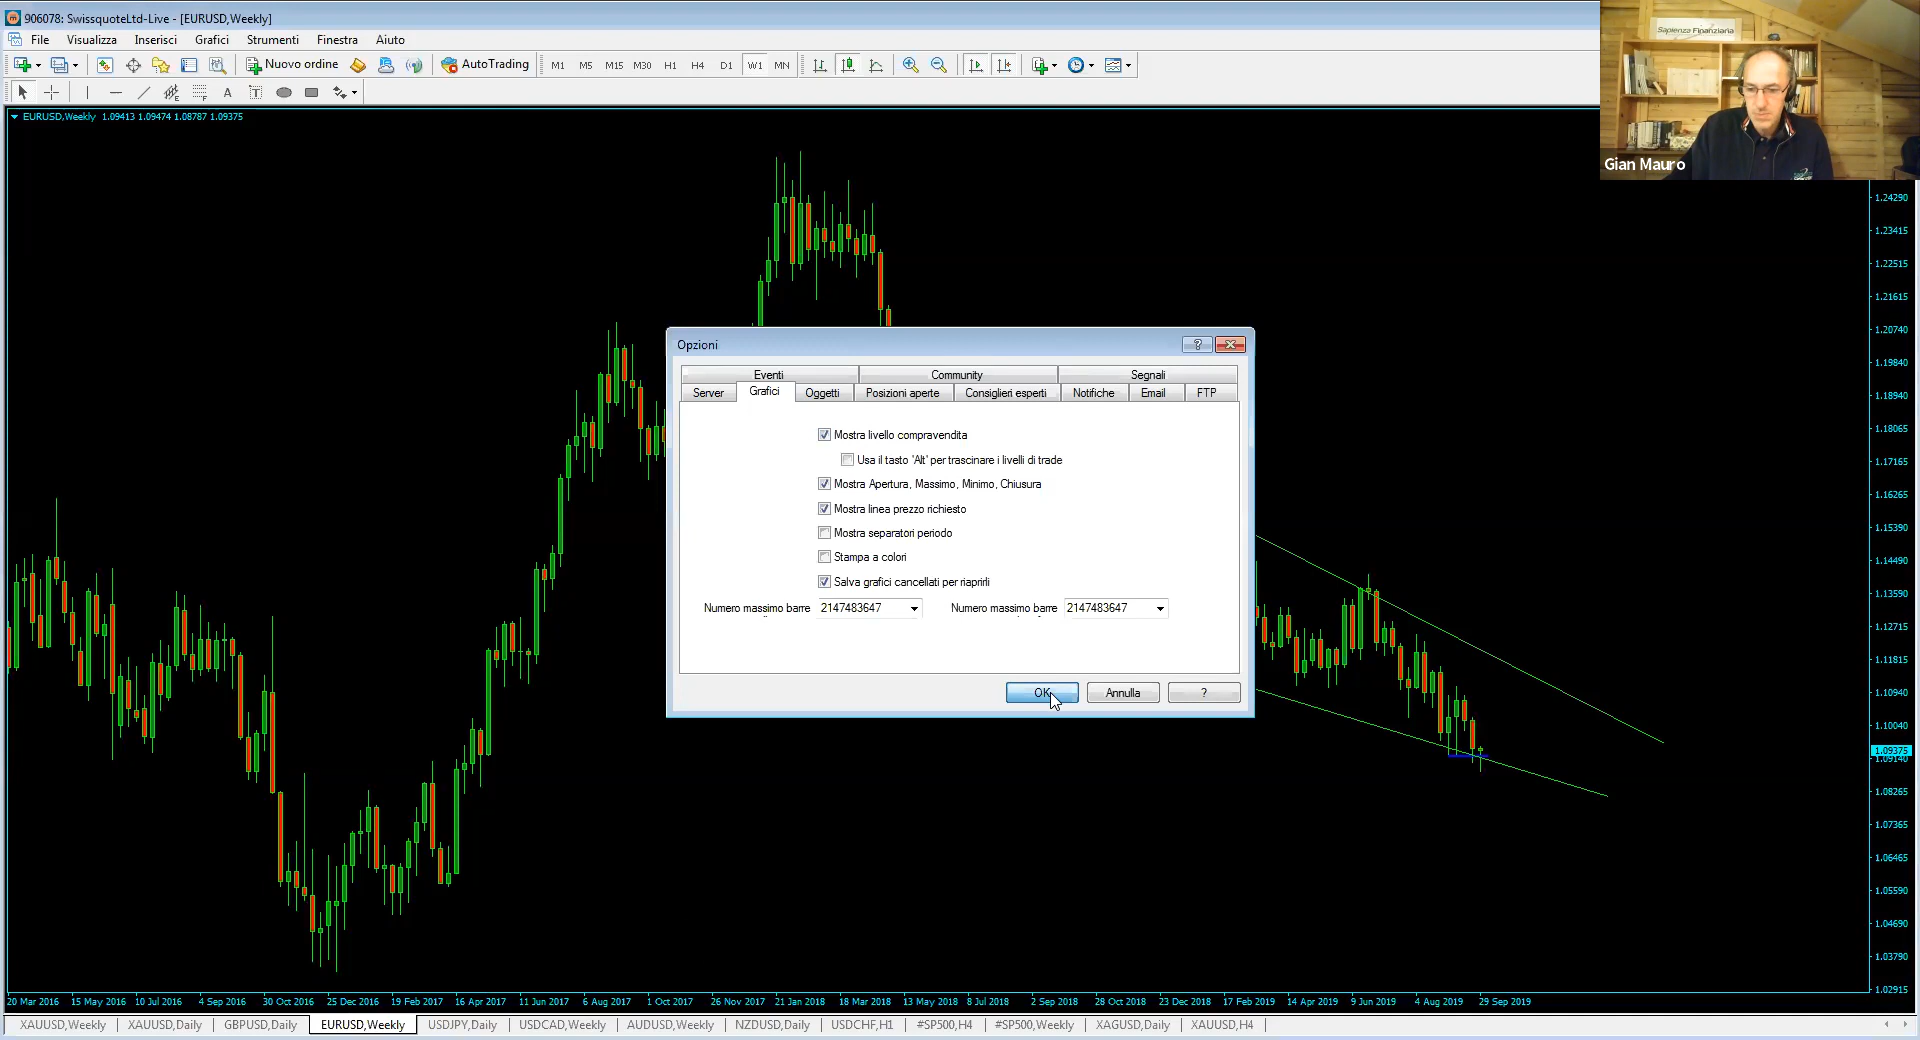 906078: SwissquoteLtd-Live - [EURUSD,Weekly]
File Visualizza Inserisci Grafici Strumenti Finestra Aiuto
Nuovo ordine AutoTrading M1 M5 M15 M30 H1 H4 D1 W1 MN
A T
EURUSD,Weekly 1.09413 1.09474 1.08787 1.09375
Sapienza Finanziaria
Gian Mauro
1.24290
1.23415
1.22515
1.21615
1.20740
1.19840
1.18940
1.18065
1.17165
1.16265
1.15390
1.14490
1.13590
1.12715
1.11815
1.10940
1.10040
1.09375
1.09140
1.08265
1.07365
1.06465
1.05590
1.04690
1.03790
1.02915
Opzioni
Eventi Community Segnali
Server Grafici Oggetti Posizioni aperte Consiglieri esperti Notifiche Email FTP
Mostra livello compravendita
Usa il tasto 'Alt' per trascinare i livelli di trade
Mostra Apertura, Massimo, Minimo, Chiusura
Mostra linea prezzo richiesto
Mostra separatori periodo
Stampa a colori
Salva grafici cancellati per riaprirli
Numero massimo barre 2147483647 Numero massimo barre 2147483647
OK Annulla ?
20 Mar 2016 15 May 2016 10 Jul 2016 4 Sep 2016 30 Oct 2016 25 Dec 2016 19 Feb 2017 16 Apr 2017 11 Jun 2017 6 Aug 2017 1 Oct 2017 26 Nov 2017 21 Jan 2018 18 Mar 2018 13 May 2018 8 Jul 2018 2 Sep 2018 28 Oct 2018 23 Dec 2018 17 Feb 2019 14 Apr 2019 9 Jun 2019 4 Aug 2019 29 Sep 2019
XAUUSD,Weekly XAUUSD,Daily GBPUSD,Daily EURUSD,Weekly USDJPY,Daily USDCAD,Weekly AUDUSD,Weekly NZDUSD,Daily USDCHF,H1 #SP500,H4 #SP500,Weekly XAGUSD,Daily XAUUSD,H4